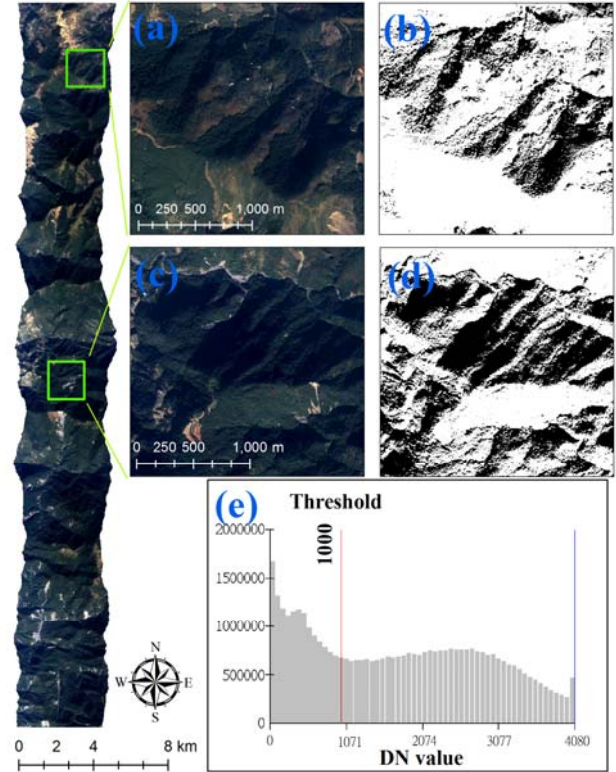 (a)
(b)
0 250 500 1,000 m
(c)
(d)
0 250 500 1,000 m
(e)
Threshold
1000
2000000
1500000
1000000
500000
0
0 1071 2074 3077 4080
DN value
N
W E
S
0 2 4 8 km